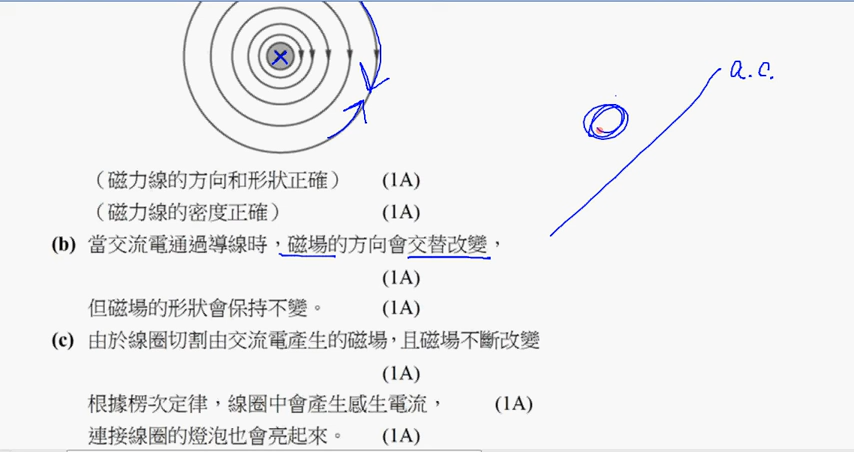 a.c.
（磁力線的方向和形狀正確） (1A)
（磁力線的密度正確） (1A)
(b) 當交流電通過導線時，磁場的方向會交替改變，
(1A)
但磁場的形狀會保持不變。 (1A)
(c) 由於線圈切割由交流電產生的磁場，且磁場不斷改變
(1A)
根據楞次定律，線圈中會產生感生電流， (1A)
連接線圈的燈泡也會亮起來。 (1A)